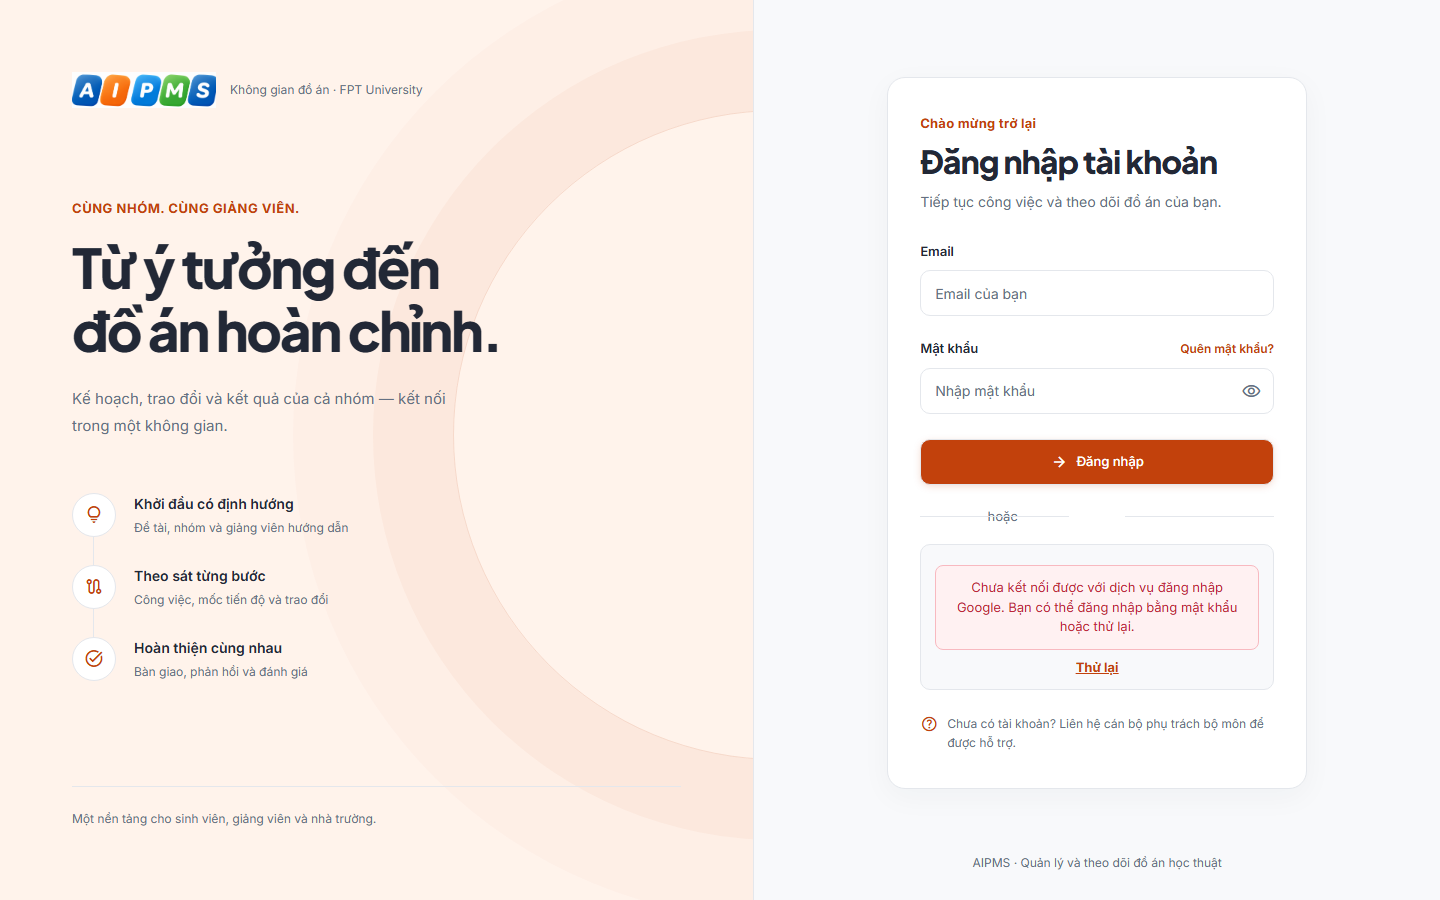 AIPMS
Không gian đồ án · FPT University
CÙNG NHÓM. CÙNG GIẢNG VIÊN.
Từ ý tưởng đến
đồ án hoàn chỉnh.
Kế hoạch, trao đổi và kết quả của cả nhóm — kết nối
trong một không gian.
Khởi đầu có định hướng
Đề tài, nhóm và giảng viên hướng dẫn
Theo sát từng bước
Công việc, mốc tiến độ và trao đổi
Hoàn thiện cùng nhau
Bàn giao, phản hồi và đánh giá
Một nền tảng cho sinh viên, giảng viên và nhà trường.
Chào mừng trở lại
Đăng nhập tài khoản
Tiếp tục công việc và theo dõi đồ án của bạn.
Email
Email của bạn
Mật khẩu
Quên mật khẩu?
Nhập mật khẩu
Đăng nhập
hoặc
Chưa kết nối được với dịch vụ đăng nhập
Google. Bạn có thể đăng nhập bằng mật khẩu
hoặc thử lại.
Thử lại
Chưa có tài khoản? Liên hệ cán bộ phụ trách bộ môn để
được hỗ trợ.
AIPMS · Quản lý và theo dõi đồ án học thuật